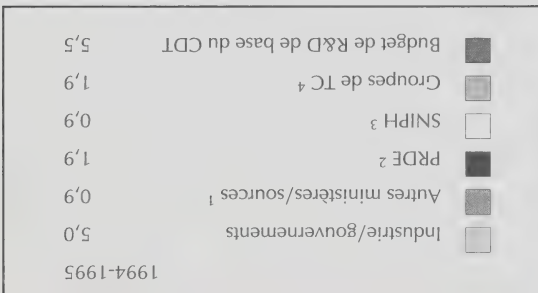 1994-1995
Industrie/gouvernements 5,0
Autres ministères/sources 1 0,9
PRDE 2 1,9
SNIPH 3 0,9
Groupes de TC 4 1,9
Budget de R&D de base du CDT 5,5